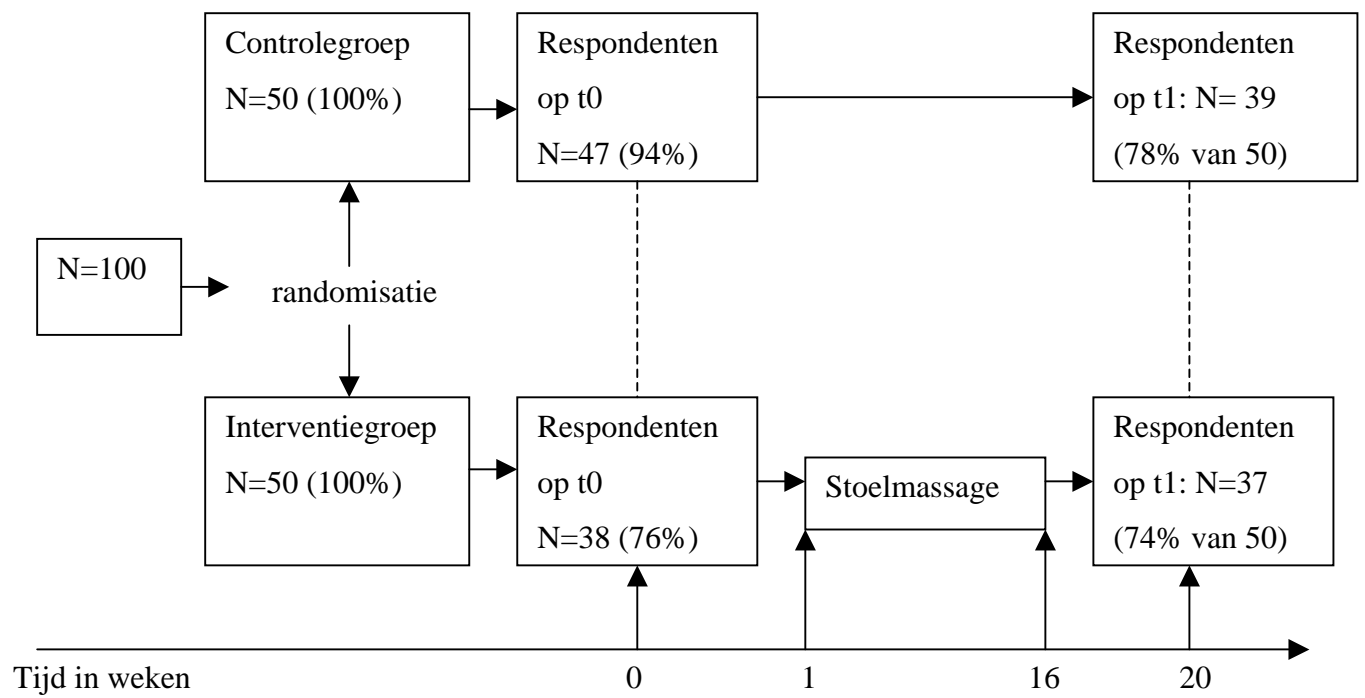 Controlegroep
N=50 (100%)
Respondenten
op t0
N=47 (94%)
Respondenten
op t1: N= 39
(78% van 50)
N=100
randomisatie
Interventiegroep
N=50 (100%)
Respondenten
op t0
N=38 (76%)
Stoelmassage
Respondenten
op t1: N=37
(74% van 50)
Tijd in weken 0 1 16 20